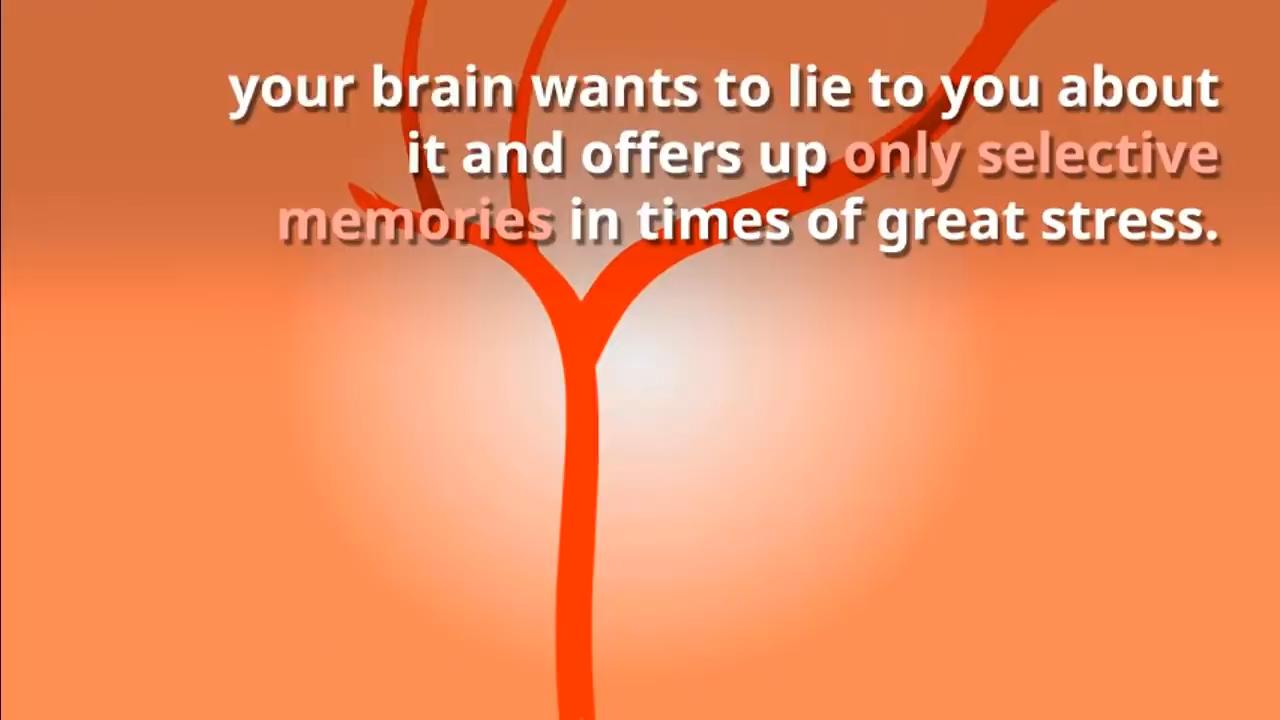 your brain wants to lie to you about
it and offers up only selective
memories in times of great stress.